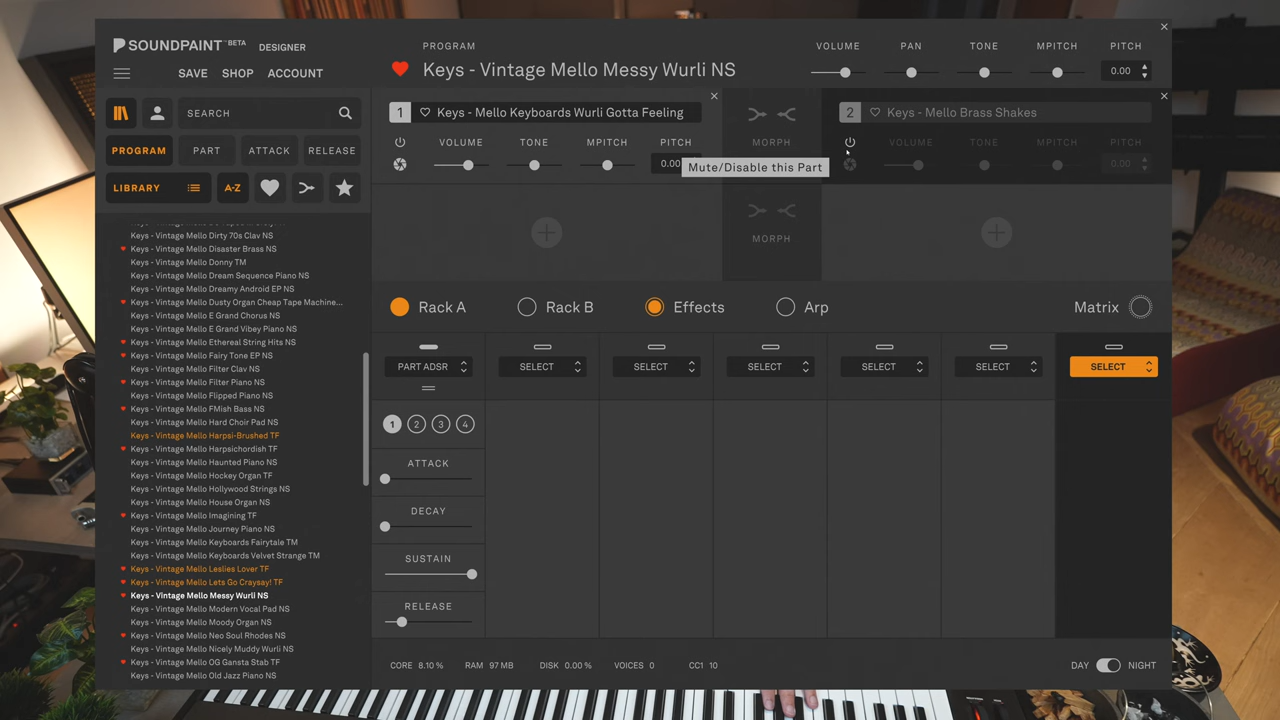 SOUNDPAINT BETA DESIGNER
SAVE SHOP ACCOUNT
PROGRAM
Keys - Vintage Mello Messy Wurli NS
VOLUME PAN TONE MPITCH PITCH
0.00
SEARCH
PROGRAM PART ATTACK RELEASE
LIBRARY A-Z
1 Keys - Mello Keyboards Wurli Gotta Feeling
VOLUME TONE MPITCH PITCH
0.00
Mute/Disable this Part
MORPH
MORPH
2 Keys - Mello Brass Shakes
VOLUME TONE MPITCH PITCH
0.00
Keys - Vintage Mello Dirty 70s Clav NS
Keys - Vintage Mello Disaster Brass NS
Keys - Vintage Mello Donny TM
Keys - Vintage Mello Dream Sequence Piano NS
Keys - Vintage Mello Dreamy Android EP NS
Keys - Vintage Mello Dusty Organ Cheap Tape Machine...
Keys - Vintage Mello E Grand Chorus NS
Keys - Vintage Mello E Grand Vibey Piano NS
Keys - Vintage Mello Ethereal String Hits NS
Keys - Vintage Mello Fairy Tone EP NS
Keys - Vintage Mello Filter Clav NS
Keys - Vintage Mello Filter Piano NS
Keys - Vintage Mello Flipped Piano NS
Keys - Vintage Mello FMish Bass NS
Keys - Vintage Mello Hard Choir Pad NS
Keys - Vintage Mello Harpsi-Brushed TF
Keys - Vintage Mello Harpsichordish TF
Keys - Vintage Mello Haunted Piano NS
Keys - Vintage Mello Hockey Organ TF
Keys - Vintage Mello Hollywood Strings NS
Keys - Vintage Mello House Organ NS
Keys - Vintage Mello Imagining TF
Keys - Vintage Mello Journey Piano NS
Keys - Vintage Mello Keyboards Fairytale TM
Keys - Vintage Mello Keyboards Velvet Strange TM
Keys - Vintage Mello Leslies Lover TF
Keys - Vintage Mello Lets Go Craysay! TF
Keys - Vintage Mello Messy Wurli NS
Keys - Vintage Mello Modern Vocal Pad NS
Keys - Vintage Mello Moody Organ NS
Keys - Vintage Mello Neo Soul Rhodes NS
Keys - Vintage Mello Nicely Muddy Wurli NS
Keys - Vintage Mello OG Gansta Stab TF
Keys - Vintage Mello Old Jazz Piano NS
Rack A Rack B Effects Arp Matrix
PART ADSR SELECT SELECT SELECT SELECT SELECT SELECT
1 2 3 4
ATTACK
DECAY
SUSTAIN
RELEASE
CORE 8.10 % RAM 97 MB DISK 0.00 % VOICES 0 CC1 10
DAY NIGHT